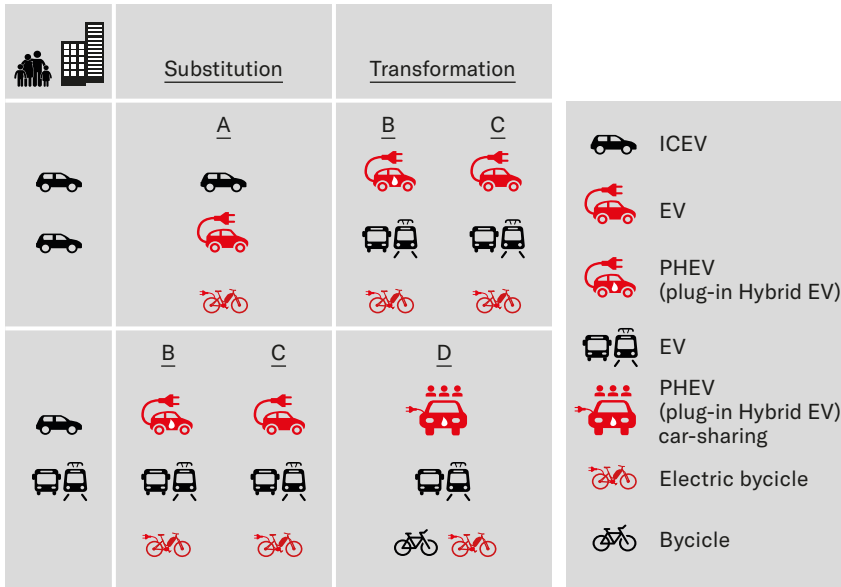 Substitution
Transformation
A
B
C
B
C
D
ICEV
EV
PHEV
(plug-in Hybrid EV)
EV
PHEV
(plug-in Hybrid EV)
car-sharing
Electric bycicle
Bycicle